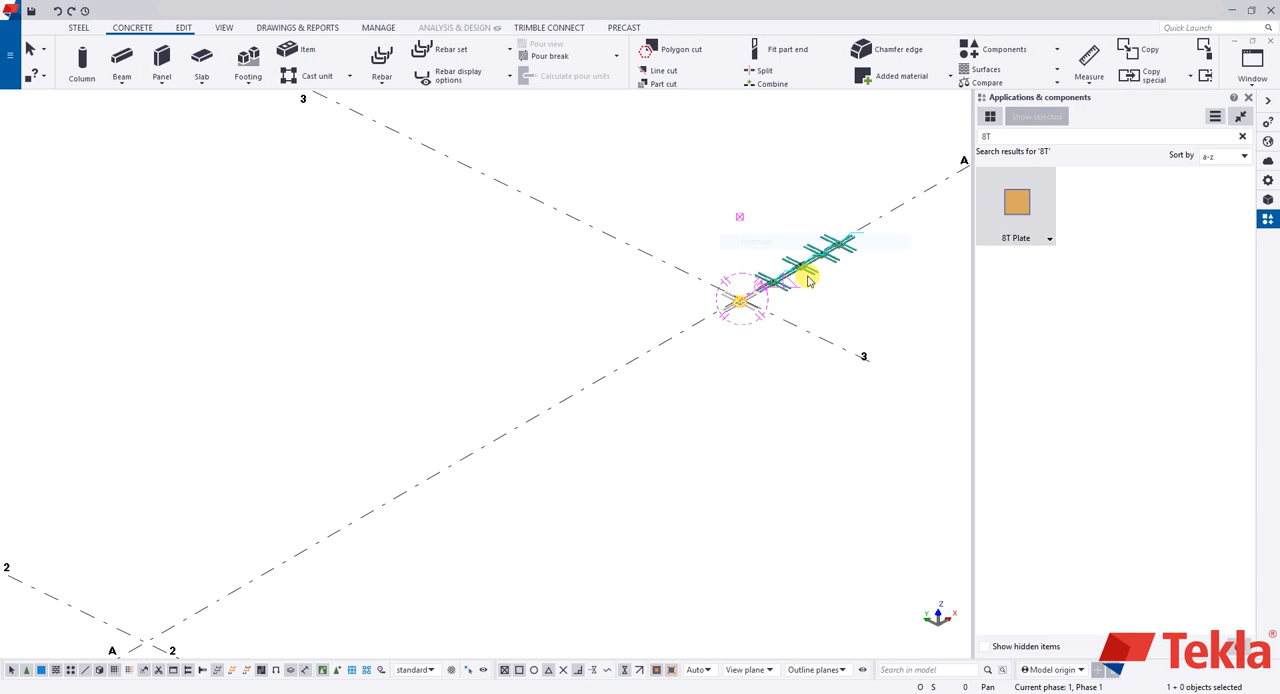 STEEL CONCRETE EDIT VIEW DRAWINGS & REPORTS MANAGE ANALYSIS & DESIGN TRIMBLE CONNECT PRECAST Quick Launch
Item Rebar set Pour view Polygon cut Fit part end Chamfer edge Components Copy
Pour break Surfaces
Cast unit Rebar display options Calculate pour units Line cut Split Added material Compare Copy special
Part cut Combine
Column Beam Panel Slab Footing Rebar Measure Window
Applications & components
Show selected
8T
Search results for '8T' Sort by a-z
8T Plate
3
A
3
2
A
2
Z
Y
X
Show hidden items
Tekla®
standard Auto View plane Outline planes Search in model Model origin
O S 0 Pan Current phase: 1, Phase 1 1 + 0 objects selected